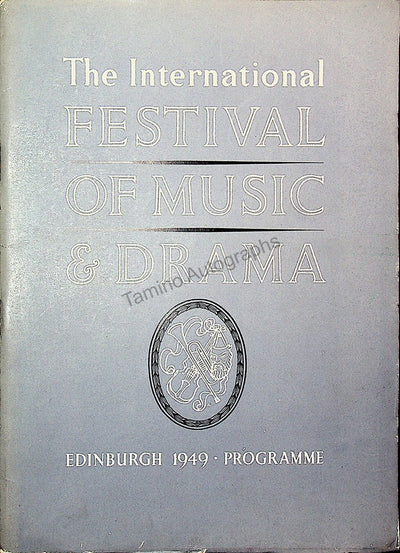 The International
FESTIVAL
OF MUSIC
& DRAMA
Tamino Autographs
EDINBURGH 1949 · PROGRAMME